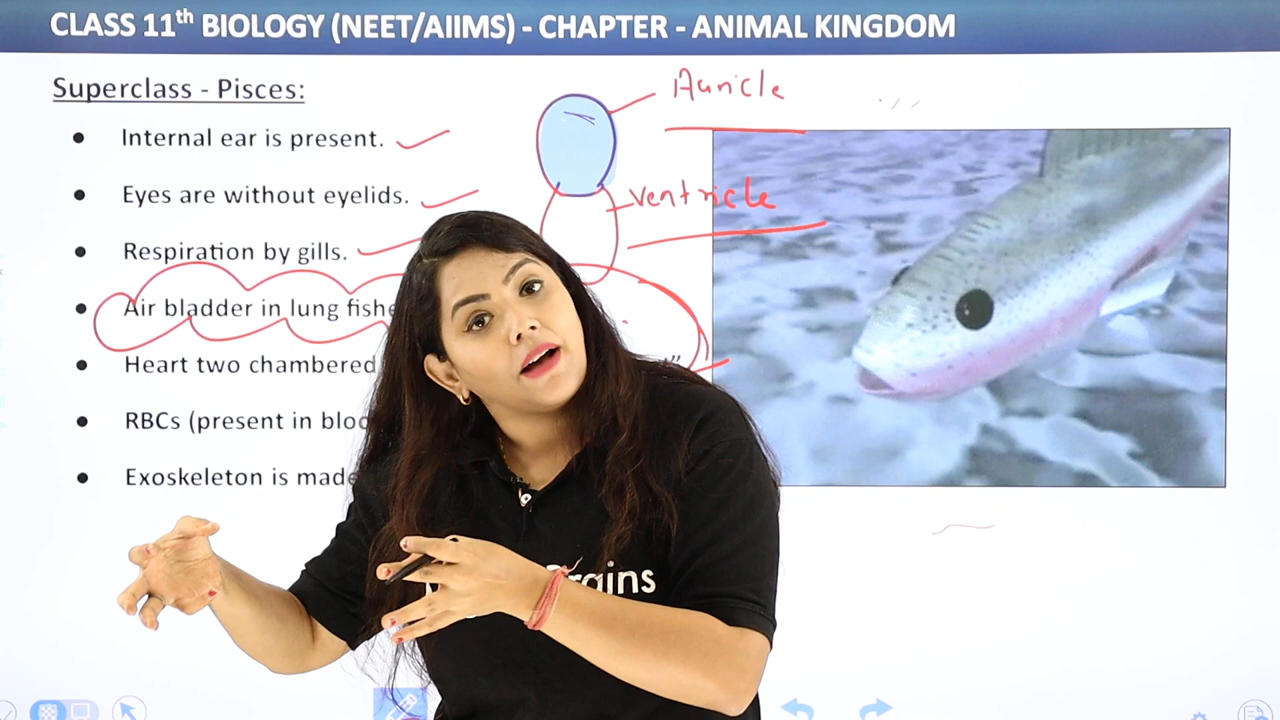 CLASS 11th BIOLOGY (NEET/AIIMS) - CHAPTER - ANIMAL KINGDOM
Superclass - Pisces:
Auricle
• Internal ear is present.
• Eyes are without eyelids.
ventricle
• Respiration by gills.
• Air bladder in lung fishe
• Heart two chambered
• RBCs (present in bloo
• Exoskeleton is made
rains